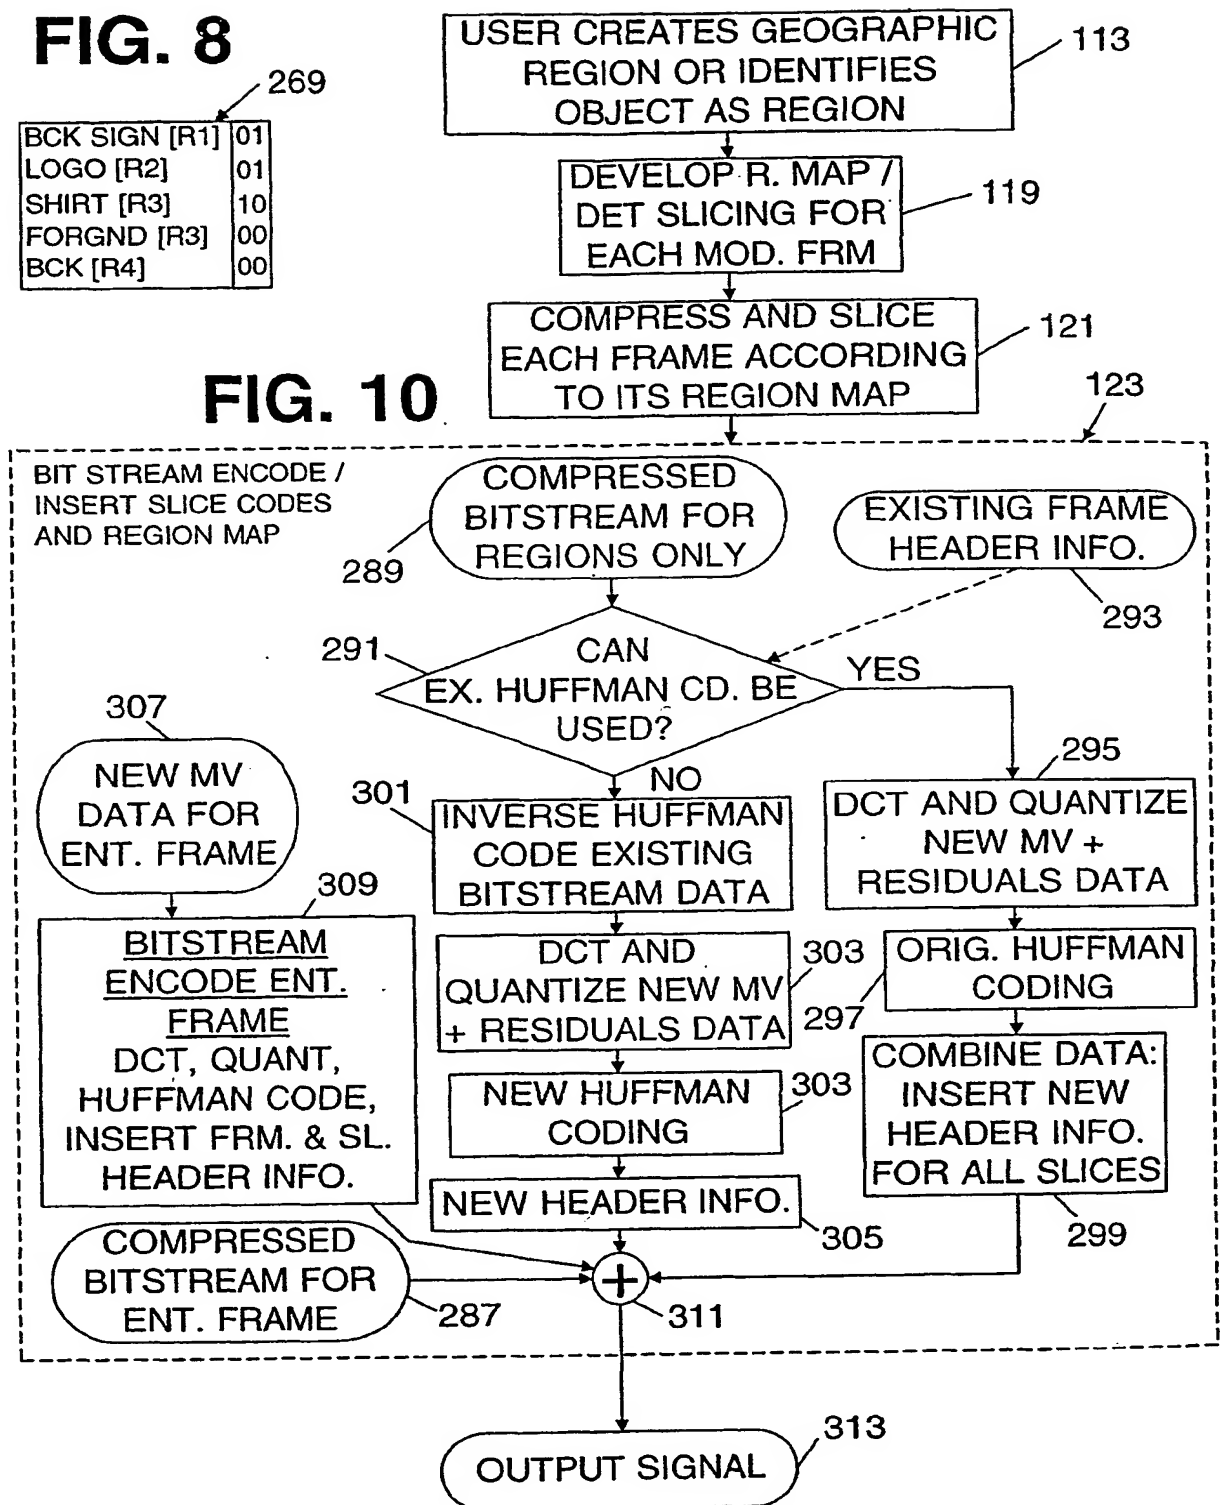 FIG. 8
269
BCK SIGN [R1] 01
LOGO [R2] 01
SHIRT [R3] 10
FORGND [R3] 00
BCK [R4] 00
USER CREATES GEOGRAPHIC
REGION OR IDENTIFIES
OBJECT AS REGION
113
DEVELOP R. MAP /
DET SLICING FOR
EACH MOD. FRM
119
COMPRESS AND SLICE
EACH FRAME ACCORDING
TO ITS REGION MAP
121
FIG. 10
123
BIT STREAM ENCODE /
INSERT SLICE CODES
AND REGION MAP
COMPRESSED
BITSTREAM FOR
REGIONS ONLY
289
EXISTING FRAME
HEADER INFO.
293
291
CAN
EX. HUFFMAN CD. BE
USED?
YES
NO
307
NEW MV
DATA FOR
ENT. FRAME
309
BITSTREAM
ENCODE ENT.
FRAME
DCT, QUANT,
HUFFMAN CODE,
INSERT FRM. & SL.
HEADER INFO.
301
INVERSE HUFFMAN
CODE EXISTING
BITSTREAM DATA
DCT AND
QUANTIZE NEW MV
+ RESIDUALS DATA
303
NEW HUFFMAN
CODING
303
NEW HEADER INFO.
305
295
DCT AND QUANTIZE
NEW MV +
RESIDUALS DATA
ORIG. HUFFMAN
CODING
297
COMBINE DATA:
INSERT NEW
HEADER INFO.
FOR ALL SLICES
299
COMPRESSED
BITSTREAM FOR
ENT. FRAME
287
+
311
OUTPUT SIGNAL
313